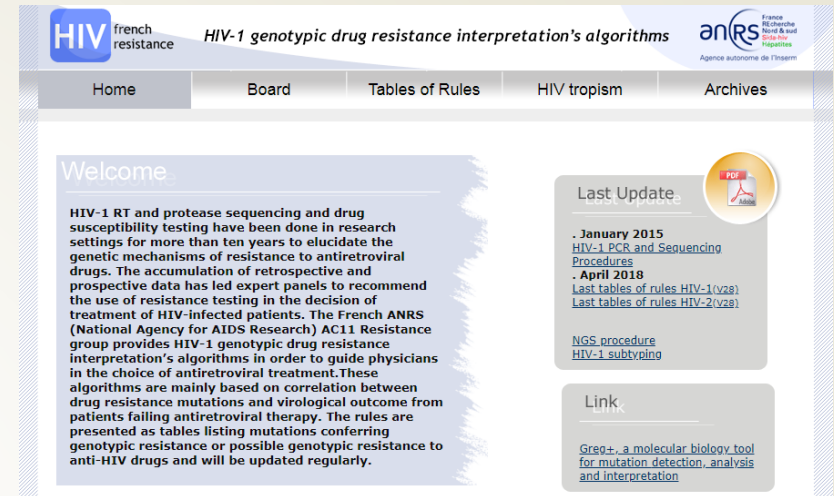 HIV french resistance
HIV-1 genotypic drug resistance interpretation's algorithms
anRS
France
REcherche
Nord & sud
Sida-hiv
Hépatites
Agence autonome de l'Inserm
Home Board Tables of Rules HIV tropism Archives
Welcome
HIV-1 RT and protease sequencing and drug
susceptibility testing have been done in research
settings for more than ten years to elucidate the
genetic mechanisms of resistance to antiretroviral
drugs. The accumulation of retrospective and
prospective data has led expert panels to recommend
the use of resistance testing in the decision of
treatment of HIV-infected patients. The French ANRS
(National Agency for AIDS Research) AC11 Resistance
group provides HIV-1 genotypic drug resistance
interpretation's algorithms in order to guide physicians
in the choice of antiretroviral treatment.These
algorithms are mainly based on correlation between
drug resistance mutations and virological outcome from
patients failing antiretroviral therapy. The rules are
presented as tables listing mutations conferring
genotypic resistance or possible genotypic resistance to
anti-HIV drugs and will be updated regularly.
Last Update
PDF
Adobe
. January 2015
HIV-1 PCR and Sequencing
Procedures
. April 2018
Last tables of rules HIV-1(V28)
Last tables of rules HIV-2(V28)
NGS procedure
HIV-1 subtyping
Link
Greg+, a molecular biology tool
for mutation detection, analysis
and interpretation